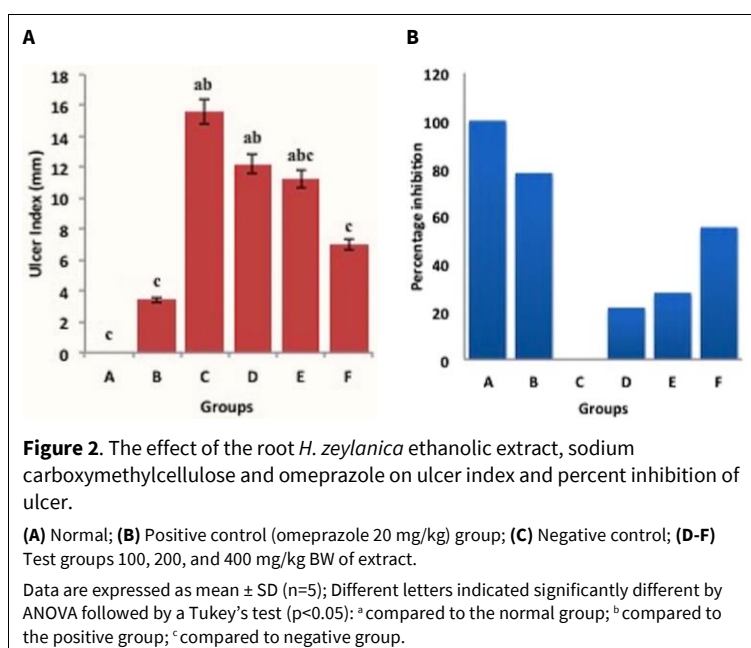 A
B
18
16
14
12
10
8
6
4
2
0
Ulcer Index (mm)
c
c
ab
ab
abc
c
A B C D E F
Groups
120
100
80
60
40
20
0
Percentage inhibition
A B C D E F
Groups
Figure 2. The effect of the root H. zeylanica ethanolic extract, sodium
carboxymethylcellulose and omeprazole on ulcer index and percent inhibition of
ulcer.
(A) Normal; (B) Positive control (omeprazole 20 mg/kg) group; (C) Negative control; (D-F)
Test groups 100, 200, and 400 mg/kg BW of extract.
Data are expressed as mean ± SD (n=5); Different letters indicated significantly different by
ANOVA followed by a Tukey’s test (p<0.05): a compared to the normal group; b compared to
the positive group; c compared to negative group.